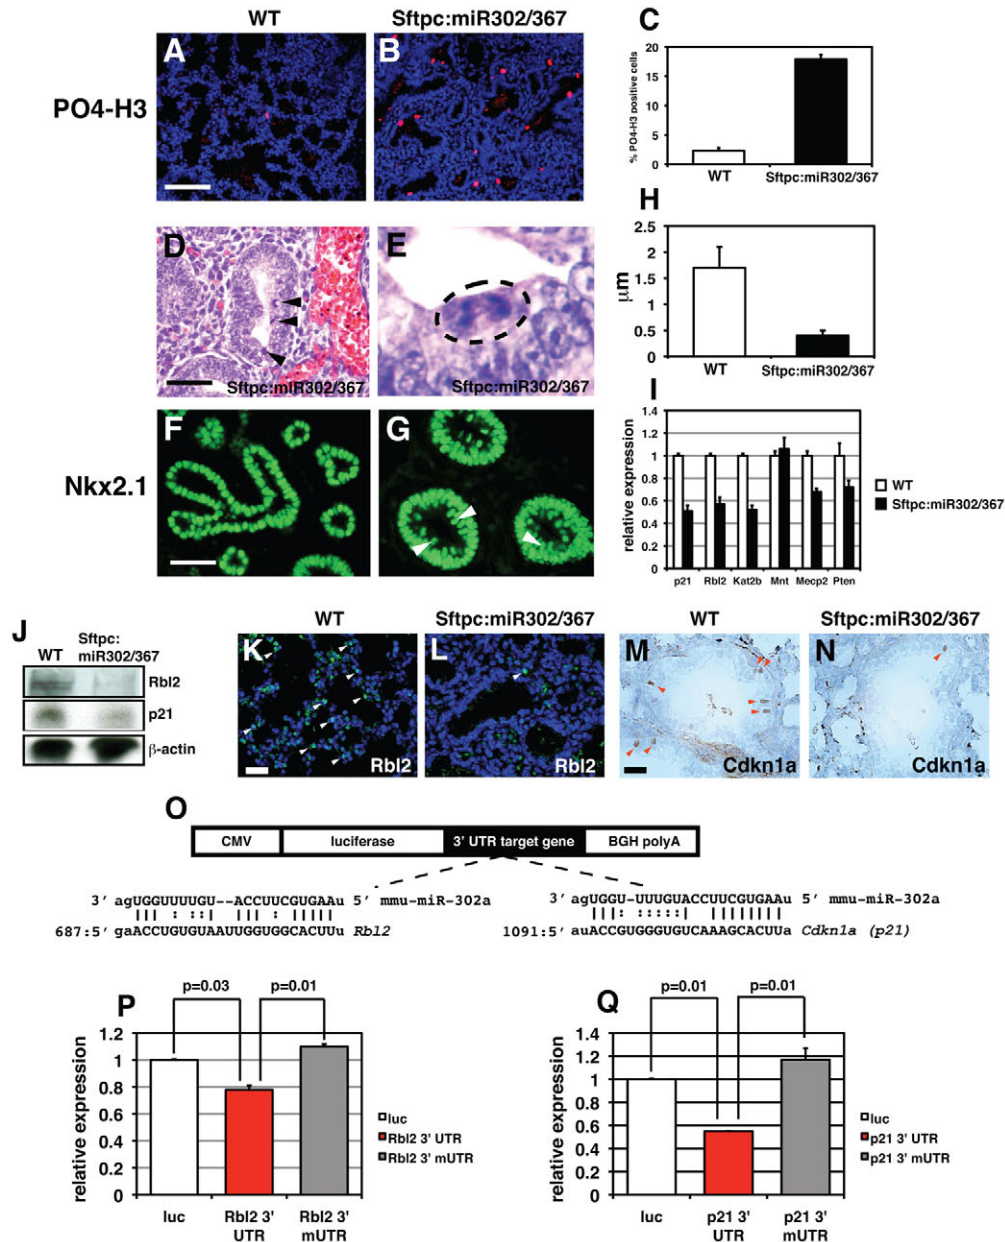 WT
Sftpc:miR302/367
PO4-H3
A
B
C
% PO4-H3 positive cells
20
15
10
5
0
WT
Sftpc:miR302/367
D
Sftpc:miR302/367
E
Sftpc:miR302/367
H
μm
2.5
2
1.5
1
0.5
0
WT
Sftpc:miR302/367
Nkx2.1
F
G
I
relative expression
1.4
1.2
1
0.8
0.6
0.4
0.2
0
p21 Rbl2 Kat2b Mnt Mecp2 Pten
WT
Sftpc:miR302/367
J
WT
Sftpc:
miR302/367
Rbl2
p21
β-actin
WT
Sftpc:miR302/367
WT
Sftpc:miR302/367
K
Rbl2
L
Rbl2
M
Cdkn1a
N
Cdkn1a
O
CMV
luciferase
3' UTR target gene
BGH polyA
3' agUGGUUUUGU--ACCUUCGUGAAu 5' mmu-miR-302a
687:5' gaACCUGUGUAAUUGGUGGCACUUu Rbl2
3' agUGGU-UUUGUACCUUCGUGAAu 5' mmu-miR-302a
1091:5' auACCGUGGGUGUCAAAGCACUUa Cdkn1a (p21)
P
p=0.03
p=0.01
relative expression
1.2
1
0.8
0.6
0.4
0.2
0
luc
Rbl2 3'
UTR
Rbl2 3'
mUTR
luc
Rbl2 3' UTR
Rbl2 3' mUTR
Q
p=0.01
p=0.01
relative expression
1.4
1.2
1
0.8
0.6
0.4
0.2
0
luc
p21 3'
UTR
p21 3'
mUTR
luc
p21 3' UTR
p21 3' mUTR